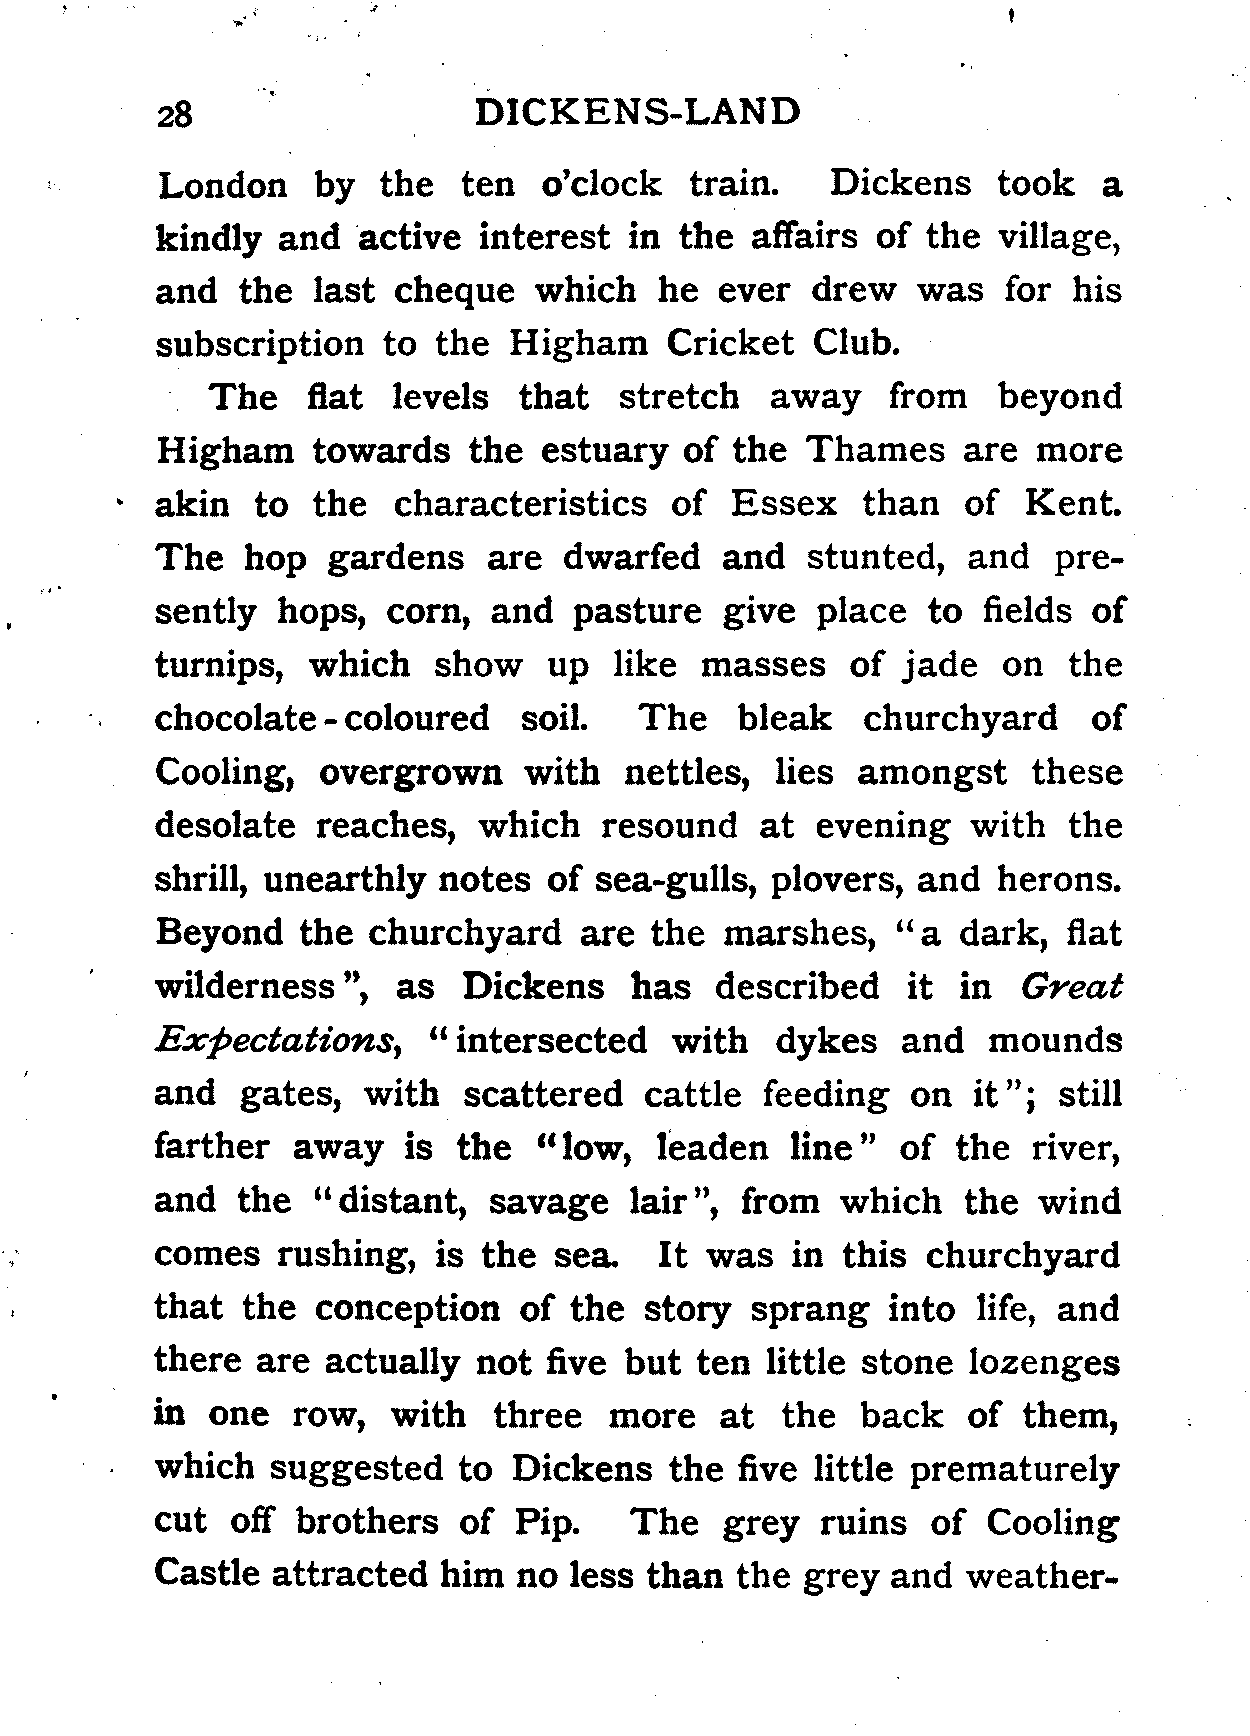 28 DICKENS-LAND
London by the ten o'clock train. Dickens took a
kindly and active interest in the affairs of the village,
and the last cheque which he ever drew was for his
subscription to the Higham Cricket Club.
The flat levels that stretch away from beyond
Higham towards the estuary of the Thames are more
akin to the characteristics of Essex than of Kent.
The hop gardens are dwarfed and stunted, and pre-
sently hops, corn, and pasture give place to fields of
turnips, which show up like masses of jade on the
chocolate-coloured soil. The bleak churchyard of
Cooling, overgrown with nettles, lies amongst these
desolate reaches, which resound at evening with the
shrill, unearthly notes of sea-gulls, plovers, and herons.
Beyond the churchyard are the marshes, "a dark, flat
wilderness", as Dickens has described it in Great
Expectations, "intersected with dykes and mounds
and gates, with scattered cattle feeding on it"; still
farther away is the "low, leaden line" of the river,
and the "distant, savage lair", from which the wind
comes rushing, is the sea. It was in this churchyard
that the conception of the story sprang into life, and
there are actually not five but ten little stone lozenges
in one row, with three more at the back of them,
which suggested to Dickens the five little prematurely
cut off brothers of Pip. The grey ruins of Cooling
Castle attracted him no less than the grey and weather-